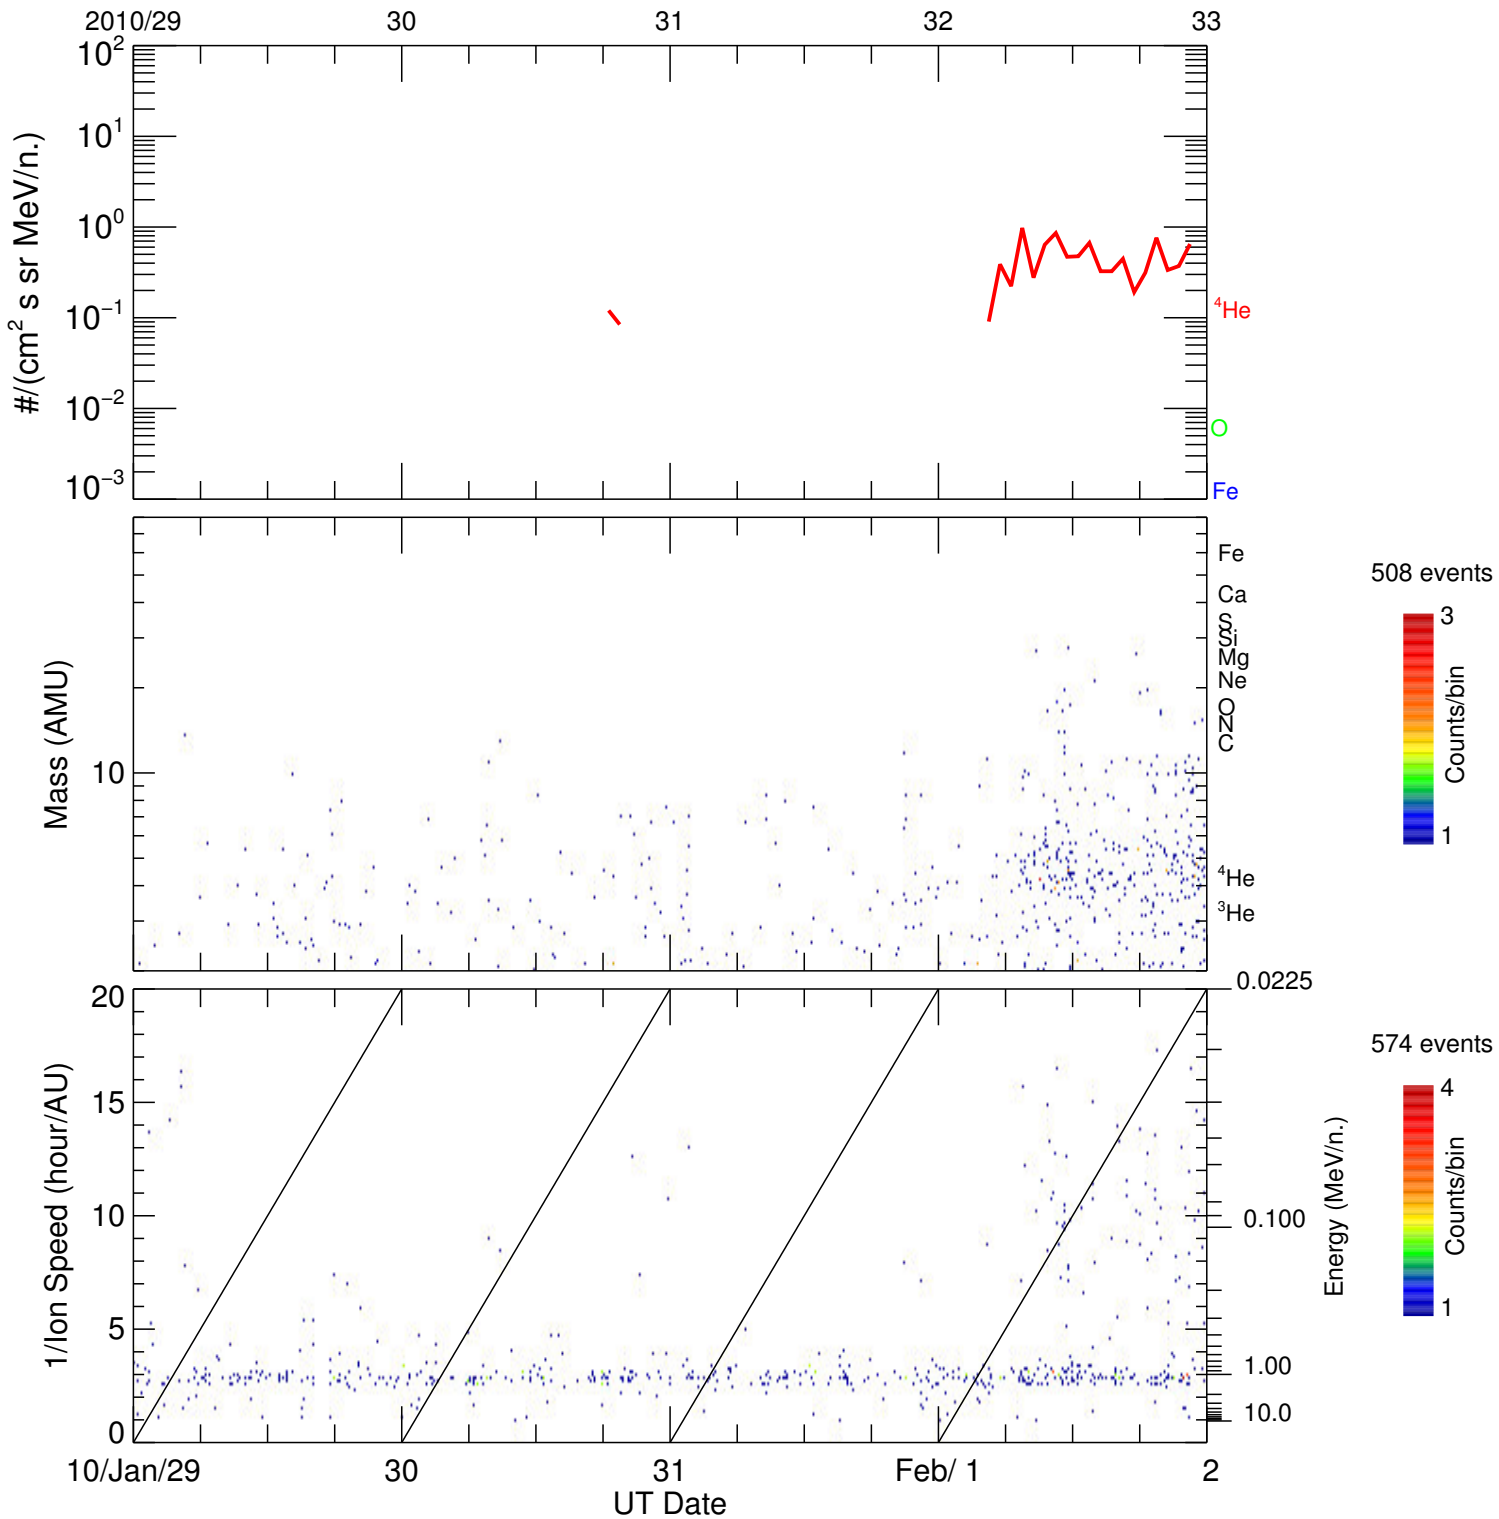 2010/29 30 31 32 33
10²
10¹
10⁰
10⁻¹
10⁻²
10⁻³
#/(cm² s sr MeV/n.)
⁴He
O
Fe
Mass (AMU)
10
Fe
Ca
S
Si
Mg
Ne
O
N
C
⁴He
³He
508 events
3
Counts/bin
1
1/Ion Speed (hour/AU)
20
15
10
5
0
0.0225
0.100
1.00
10.0
Energy (MeV/n.)
574 events
4
Counts/bin
1
10/Jan/29 30 31 Feb/ 1 2
UT Date